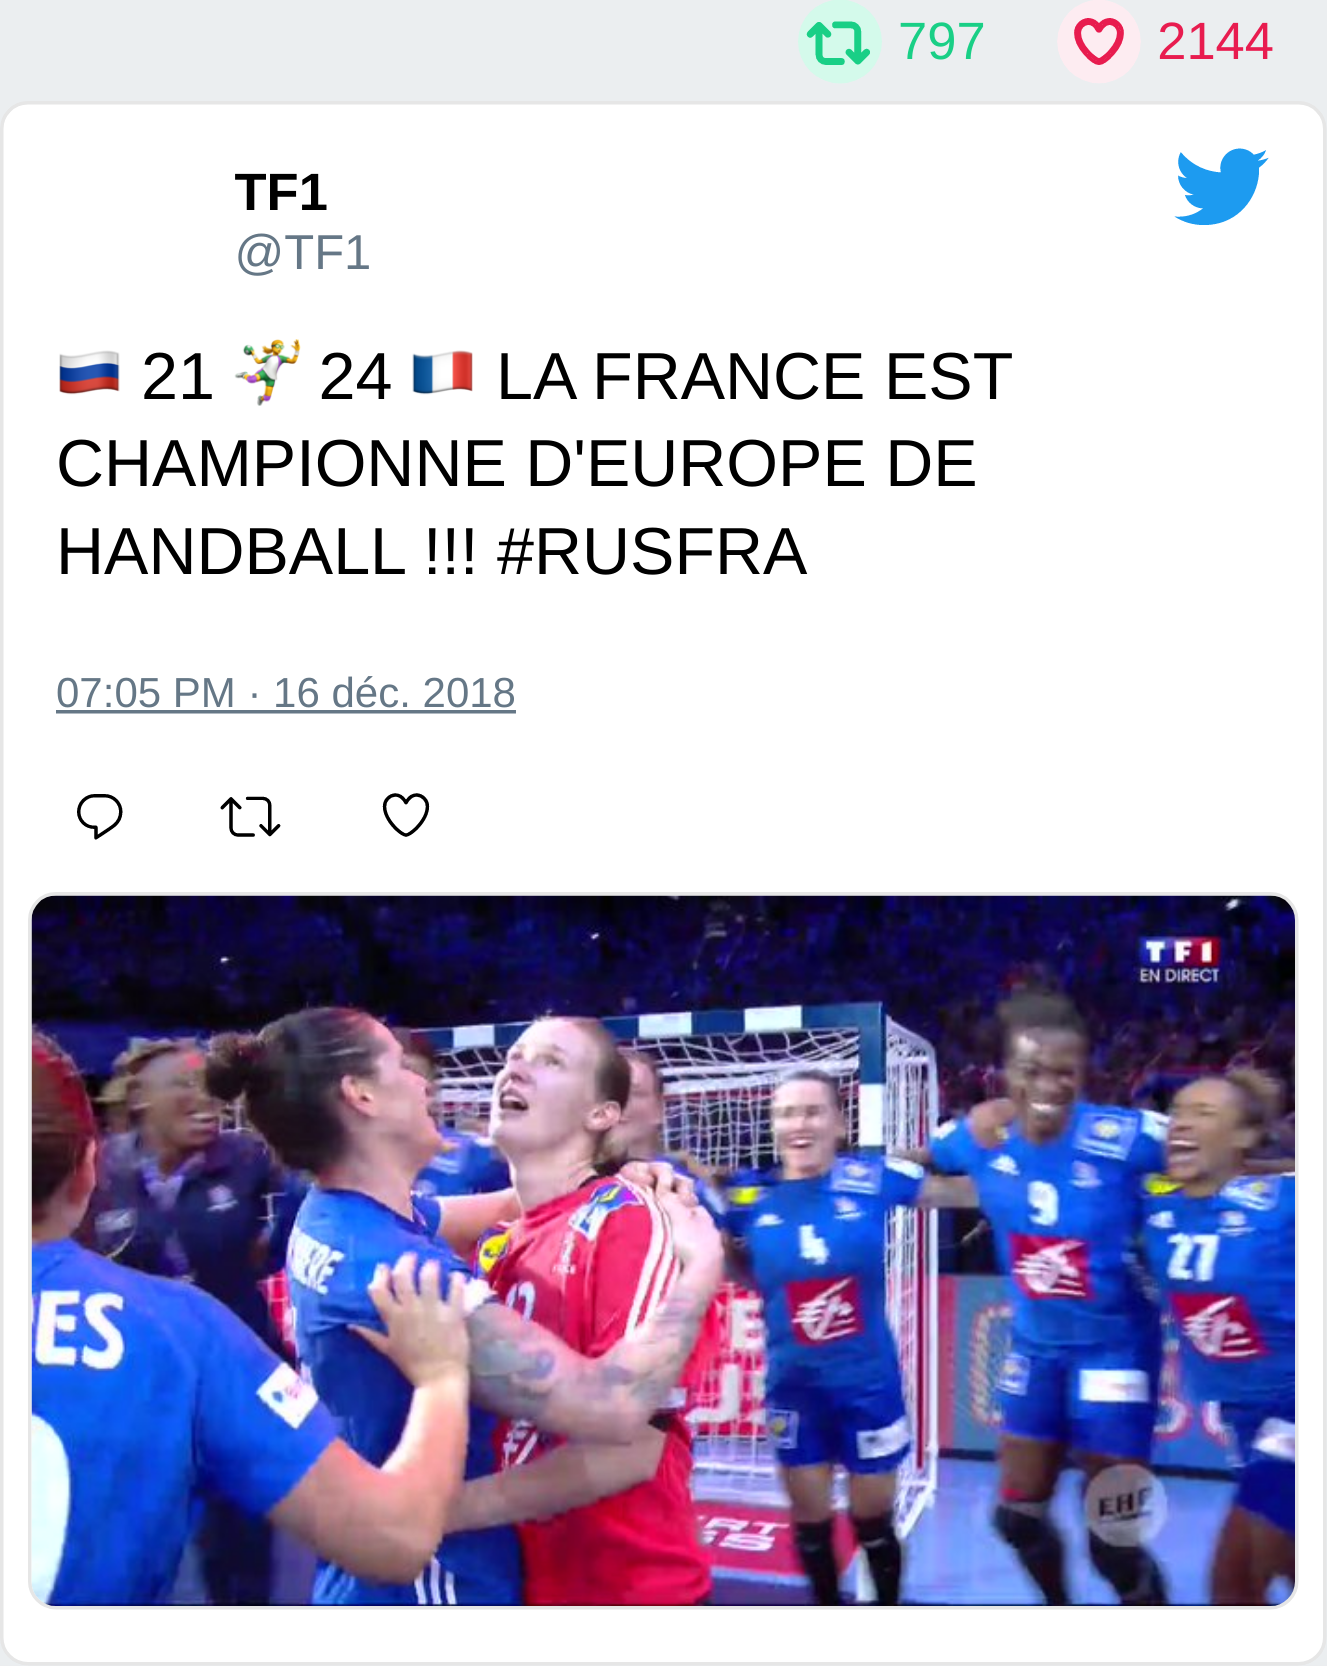 797 2144
TF1
@TF1
🇷🇺 21 🤾‍♀️ 24 🇫🇷 LA FRANCE EST
CHAMPIONNE D'EUROPE DE
HANDBALL !!! #RUSFRA
07:05 PM · 16 déc. 2018
TF1
EN DIRECT
9
4
27
ES
EHF